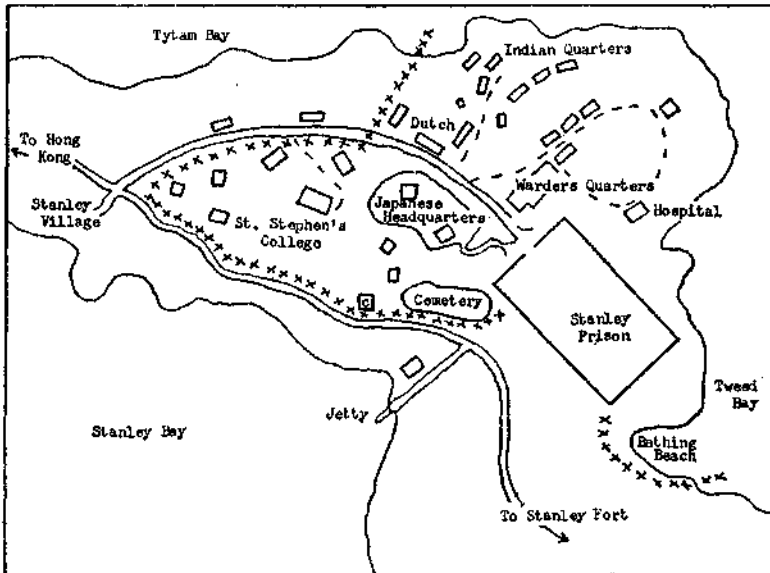 Tytam Bay
Indian Quarters
Dutch
To Hong
Kong
Stanley
Village
St. Stephen's
College
Japanese
Headquarters
Warders Quarters
Hospital
C
Cemetery
Stanley
Prison
Tweed
Bay
Jetty
Stanley Bay
Bathing
Beach
To Stanley Fort